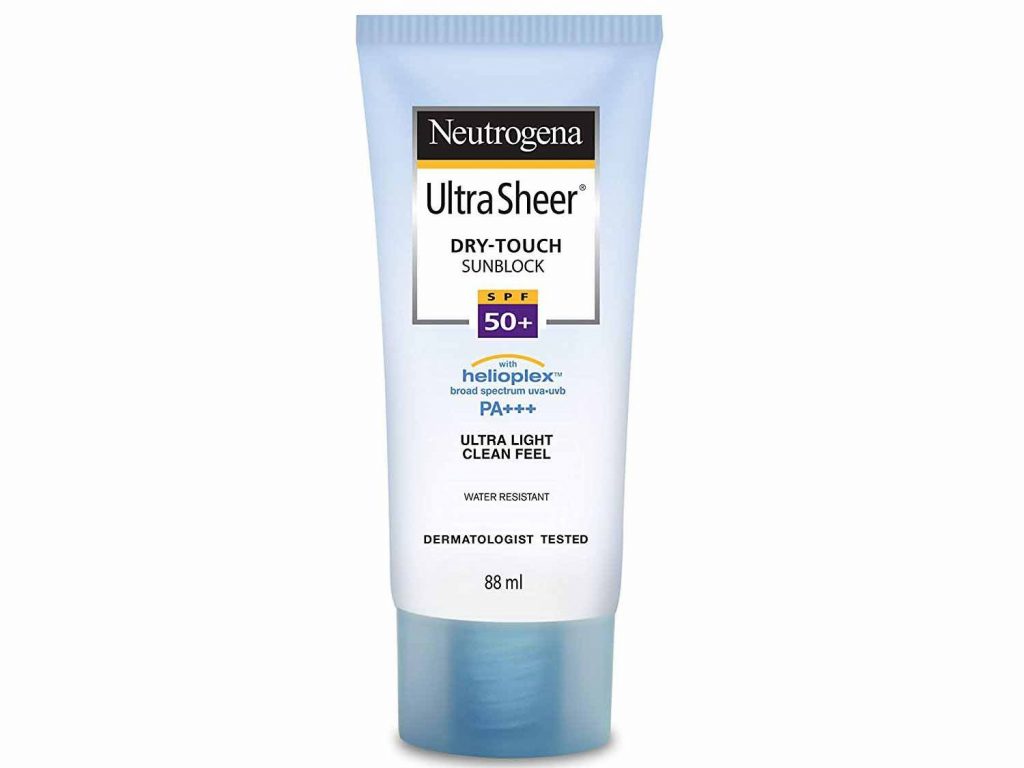 Neutrogena
Ultra Sheer®
DRY-TOUCH
SUNBLOCK
SPF
50+
with
helioplex™
broad spectrum uva•uvb
PA+++
ULTRA LIGHT
CLEAN FEEL
WATER RESISTANT
DERMATOLOGIST TESTED
88 ml